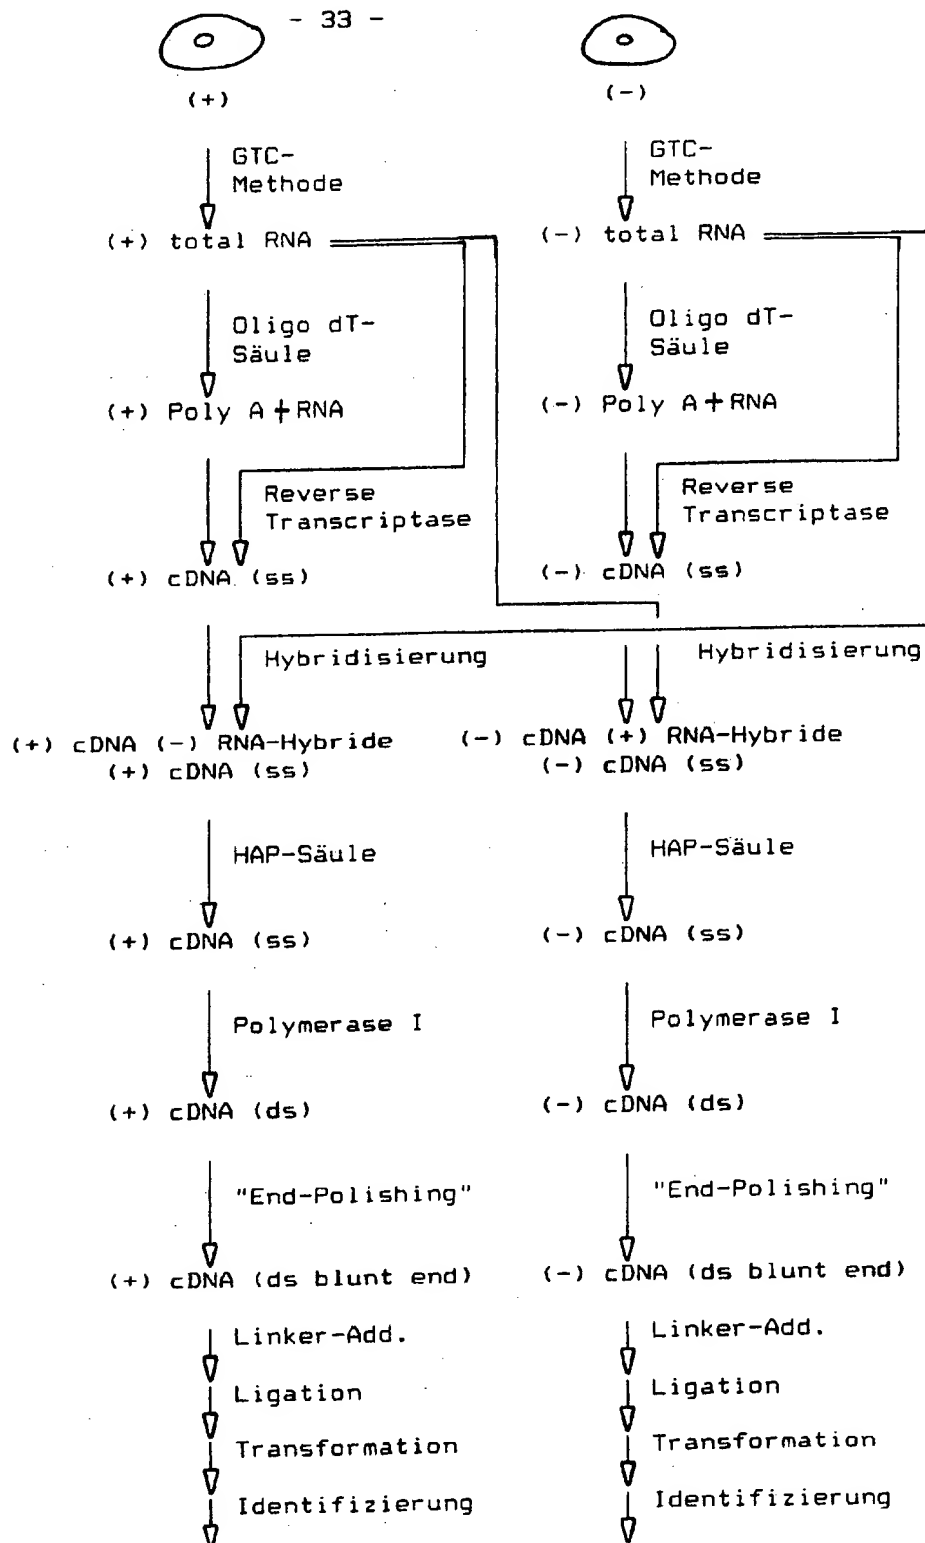 - 33 -
(+)
GTC-
Methode
(+) total RNA
Oligo dT-
Säule
(+) Poly A + RNA
Reverse
Transcriptase
(+) cDNA (ss)
Hybridisierung
(+) cDNA (-) RNA-Hybride
(+) cDNA (ss)
HAP-Säule
(+) cDNA (ss)
Polymerase I
(+) cDNA (ds)
"End-Polishing"
(+) cDNA (ds blunt end)
Linker-Add.
Ligation
Transformation
Identifizierung
(-)
GTC-
Methode
(-) total RNA
Oligo dT-
Säule
(-) Poly A + RNA
Reverse
Transcriptase
(-) cDNA (ss)
Hybridisierung
(-) cDNA (+) RNA-Hybride
(-) cDNA (ss)
HAP-Säule
(-) cDNA (ss)
Polymerase I
(-) cDNA (ds)
"End-Polishing"
(-) cDNA (ds blunt end)
Linker-Add.
Ligation
Transformation
Identifizierung